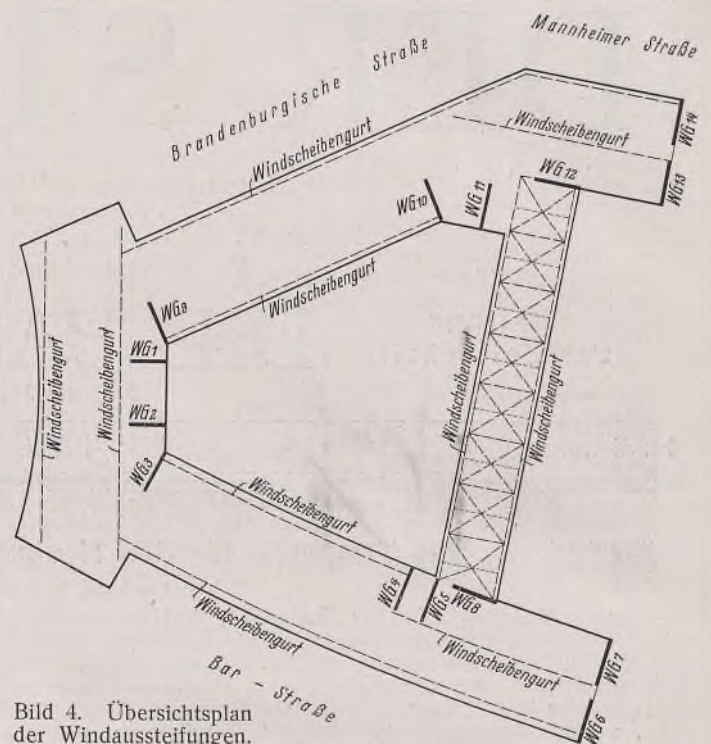 Mannheimer Straße
Brandenburgische Straße
Windscheibengurt
Windscheibengurt
WG14
WG13
WG12
WG11
WG10
Windscheibengurt
WG9
WG1
WG2
WG3
Windscheibengurt
Windscheibengurt
Windscheibengurt
Windscheibengurt
Windscheibengurt
WG4
WG5
WG8
Windscheibengurt
WG7
WG6
Windscheibengurt
Bar – Straße
Bild 4. Übersichtsplan
der Windaussteifungen.